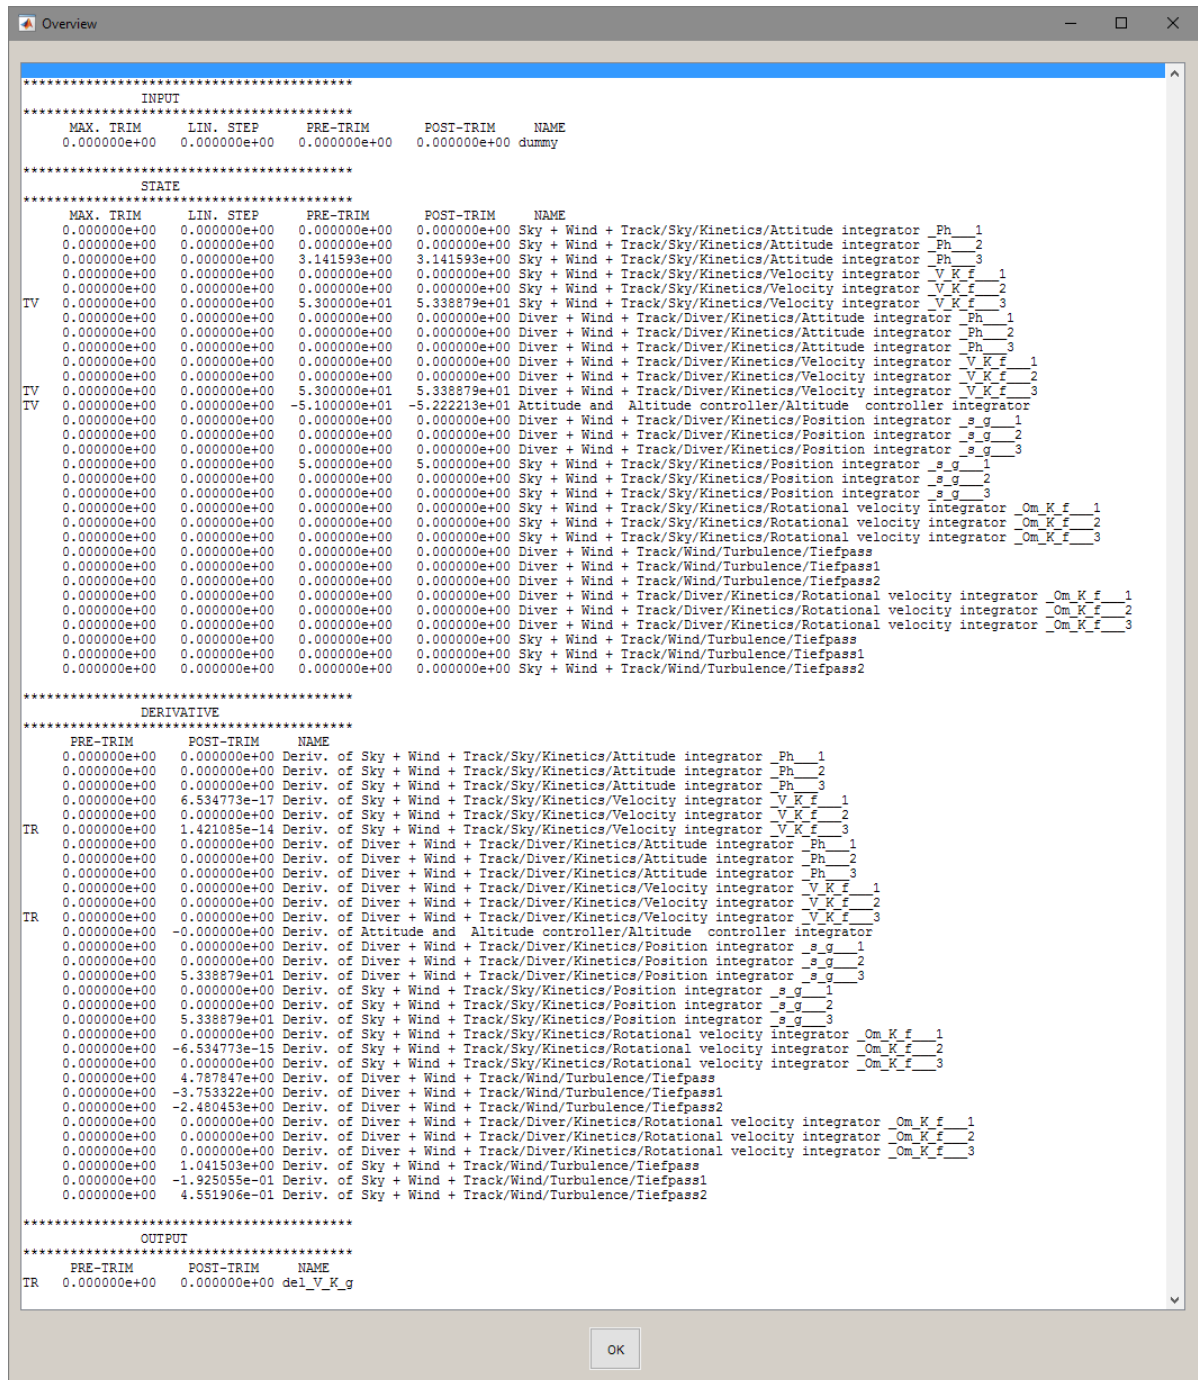 Overview
******************************************
INPUT
******************************************
MAX. TRIM LIN. STEP PRE-TRIM POST-TRIM NAME
0.000000e+00 0.000000e+00 0.000000e+00 0.000000e+00 dummy
******************************************
STATE
******************************************
MAX. TRIM LIN. STEP PRE-TRIM POST-TRIM NAME
0.000000e+00 0.000000e+00 0.000000e+00 0.000000e+00 Sky + Wind + Track/Sky/Kinetics/Attitude integrator _Ph___1
0.000000e+00 0.000000e+00 0.000000e+00 0.000000e+00 Sky + Wind + Track/Sky/Kinetics/Attitude integrator _Ph___2
0.000000e+00 0.000000e+00 3.141593e+00 3.141593e+00 Sky + Wind + Track/Sky/Kinetics/Attitude integrator _Ph___3
0.000000e+00 0.000000e+00 0.000000e+00 0.000000e+00 Sky + Wind + Track/Sky/Kinetics/Velocity integrator _V_K_f___1
0.000000e+00 0.000000e+00 0.000000e+00 0.000000e+00 Sky + Wind + Track/Sky/Kinetics/Velocity integrator _V_K_f___2
TV 0.000000e+00 0.000000e+00 5.300000e+01 5.338879e+01 Sky + Wind + Track/Sky/Kinetics/Velocity integrator _V_K_f___3
0.000000e+00 0.000000e+00 0.000000e+00 0.000000e+00 Diver + Wind + Track/Diver/Kinetics/Attitude integrator _Ph___1
0.000000e+00 0.000000e+00 0.000000e+00 0.000000e+00 Diver + Wind + Track/Diver/Kinetics/Attitude integrator _Ph___2
0.000000e+00 0.000000e+00 0.000000e+00 0.000000e+00 Diver + Wind + Track/Diver/Kinetics/Attitude integrator _Ph___3
0.000000e+00 0.000000e+00 0.000000e+00 0.000000e+00 Diver + Wind + Track/Diver/Kinetics/Velocity integrator _V_K_f___1
0.000000e+00 0.000000e+00 0.000000e+00 0.000000e+00 Diver + Wind + Track/Diver/Kinetics/Velocity integrator _V_K_f___2
TV 0.000000e+00 0.000000e+00 5.300000e+01 5.338879e+01 Diver + Wind + Track/Diver/Kinetics/Velocity integrator _V_K_f___3
TV 0.000000e+00 0.000000e+00 -5.100000e+01 -5.222213e+01 Attitude and  Altitude controller/Altitude  controller integrator
0.000000e+00 0.000000e+00 0.000000e+00 0.000000e+00 Diver + Wind + Track/Diver/Kinetics/Position integrator _s_g___1
0.000000e+00 0.000000e+00 0.000000e+00 0.000000e+00 Diver + Wind + Track/Diver/Kinetics/Position integrator _s_g___2
0.000000e+00 0.000000e+00 0.000000e+00 0.000000e+00 Diver + Wind + Track/Diver/Kinetics/Position integrator _s_g___3
0.000000e+00 0.000000e+00 5.000000e+00 5.000000e+00 Sky + Wind + Track/Sky/Kinetics/Position integrator _s_g___1
0.000000e+00 0.000000e+00 0.000000e+00 0.000000e+00 Sky + Wind + Track/Sky/Kinetics/Position integrator _s_g___2
0.000000e+00 0.000000e+00 0.000000e+00 0.000000e+00 Sky + Wind + Track/Sky/Kinetics/Position integrator _s_g___3
0.000000e+00 0.000000e+00 0.000000e+00 0.000000e+00 Sky + Wind + Track/Sky/Kinetics/Rotational velocity integrator _Om_K_f___1
0.000000e+00 0.000000e+00 0.000000e+00 0.000000e+00 Sky + Wind + Track/Sky/Kinetics/Rotational velocity integrator _Om_K_f___2
0.000000e+00 0.000000e+00 0.000000e+00 0.000000e+00 Sky + Wind + Track/Sky/Kinetics/Rotational velocity integrator _Om_K_f___3
0.000000e+00 0.000000e+00 0.000000e+00 0.000000e+00 Diver + Wind + Track/Wind/Turbulence/Tiefpass
0.000000e+00 0.000000e+00 0.000000e+00 0.000000e+00 Diver + Wind + Track/Wind/Turbulence/Tiefpass1
0.000000e+00 0.000000e+00 0.000000e+00 0.000000e+00 Diver + Wind + Track/Wind/Turbulence/Tiefpass2
0.000000e+00 0.000000e+00 0.000000e+00 0.000000e+00 Diver + Wind + Track/Diver/Kinetics/Rotational velocity integrator _Om_K_f___1
0.000000e+00 0.000000e+00 0.000000e+00 0.000000e+00 Diver + Wind + Track/Diver/Kinetics/Rotational velocity integrator _Om_K_f___2
0.000000e+00 0.000000e+00 0.000000e+00 0.000000e+00 Diver + Wind + Track/Diver/Kinetics/Rotational velocity integrator _Om_K_f___3
0.000000e+00 0.000000e+00 0.000000e+00 0.000000e+00 Sky + Wind + Track/Wind/Turbulence/Tiefpass
0.000000e+00 0.000000e+00 0.000000e+00 0.000000e+00 Sky + Wind + Track/Wind/Turbulence/Tiefpass1
0.000000e+00 0.000000e+00 0.000000e+00 0.000000e+00 Sky + Wind + Track/Wind/Turbulence/Tiefpass2
******************************************
DERIVATIVE
******************************************
PRE-TRIM POST-TRIM NAME
0.000000e+00 0.000000e+00 Deriv. of Sky + Wind + Track/Sky/Kinetics/Attitude integrator _Ph___1
0.000000e+00 0.000000e+00 Deriv. of Sky + Wind + Track/Sky/Kinetics/Attitude integrator _Ph___2
0.000000e+00 0.000000e+00 Deriv. of Sky + Wind + Track/Sky/Kinetics/Attitude integrator _Ph___3
0.000000e+00 6.534773e-17 Deriv. of Sky + Wind + Track/Sky/Kinetics/Velocity integrator _V_K_f___1
0.000000e+00 0.000000e+00 Deriv. of Sky + Wind + Track/Sky/Kinetics/Velocity integrator _V_K_f___2
TR 0.000000e+00 1.421085e-14 Deriv. of Sky + Wind + Track/Sky/Kinetics/Velocity integrator _V_K_f___3
0.000000e+00 0.000000e+00 Deriv. of Diver + Wind + Track/Diver/Kinetics/Attitude integrator _Ph___1
0.000000e+00 0.000000e+00 Deriv. of Diver + Wind + Track/Diver/Kinetics/Attitude integrator _Ph___2
0.000000e+00 0.000000e+00 Deriv. of Diver + Wind + Track/Diver/Kinetics/Attitude integrator _Ph___3
0.000000e+00 0.000000e+00 Deriv. of Diver + Wind + Track/Diver/Kinetics/Velocity integrator _V_K_f___1
0.000000e+00 0.000000e+00 Deriv. of Diver + Wind + Track/Diver/Kinetics/Velocity integrator _V_K_f___2
TR 0.000000e+00 0.000000e+00 Deriv. of Diver + Wind + Track/Diver/Kinetics/Velocity integrator _V_K_f___3
0.000000e+00 -0.000000e+00 Deriv. of Attitude and  Altitude controller/Altitude  controller integrator
0.000000e+00 0.000000e+00 Deriv. of Diver + Wind + Track/Diver/Kinetics/Position integrator _s_g___1
0.000000e+00 0.000000e+00 Deriv. of Diver + Wind + Track/Diver/Kinetics/Position integrator _s_g___2
0.000000e+00 5.338879e+01 Deriv. of Diver + Wind + Track/Diver/Kinetics/Position integrator _s_g___3
0.000000e+00 0.000000e+00 Deriv. of Sky + Wind + Track/Sky/Kinetics/Position integrator _s_g___1
0.000000e+00 0.000000e+00 Deriv. of Sky + Wind + Track/Sky/Kinetics/Position integrator _s_g___2
0.000000e+00 5.338879e+01 Deriv. of Sky + Wind + Track/Sky/Kinetics/Position integrator _s_g___3
0.000000e+00 0.000000e+00 Deriv. of Sky + Wind + Track/Sky/Kinetics/Rotational velocity integrator _Om_K_f___1
0.000000e+00 -6.534773e-15 Deriv. of Sky + Wind + Track/Sky/Kinetics/Rotational velocity integrator _Om_K_f___2
0.000000e+00 0.000000e+00 Deriv. of Sky + Wind + Track/Sky/Kinetics/Rotational velocity integrator _Om_K_f___3
0.000000e+00 4.787847e+00 Deriv. of Diver + Wind + Track/Wind/Turbulence/Tiefpass
0.000000e+00 -3.753322e+00 Deriv. of Diver + Wind + Track/Wind/Turbulence/Tiefpass1
0.000000e+00 -2.480453e+00 Deriv. of Diver + Wind + Track/Wind/Turbulence/Tiefpass2
0.000000e+00 0.000000e+00 Deriv. of Diver + Wind + Track/Diver/Kinetics/Rotational velocity integrator _Om_K_f___1
0.000000e+00 0.000000e+00 Deriv. of Diver + Wind + Track/Diver/Kinetics/Rotational velocity integrator _Om_K_f___2
0.000000e+00 0.000000e+00 Deriv. of Diver + Wind + Track/Diver/Kinetics/Rotational velocity integrator _Om_K_f___3
0.000000e+00 1.041503e+00 Deriv. of Sky + Wind + Track/Wind/Turbulence/Tiefpass
0.000000e+00 -1.925055e-01 Deriv. of Sky + Wind + Track/Wind/Turbulence/Tiefpass1
0.000000e+00 4.551906e-01 Deriv. of Sky + Wind + Track/Wind/Turbulence/Tiefpass2
******************************************
OUTPUT
******************************************
PRE-TRIM POST-TRIM NAME
TR 0.000000e+00 0.000000e+00 del_V_K_g
OK